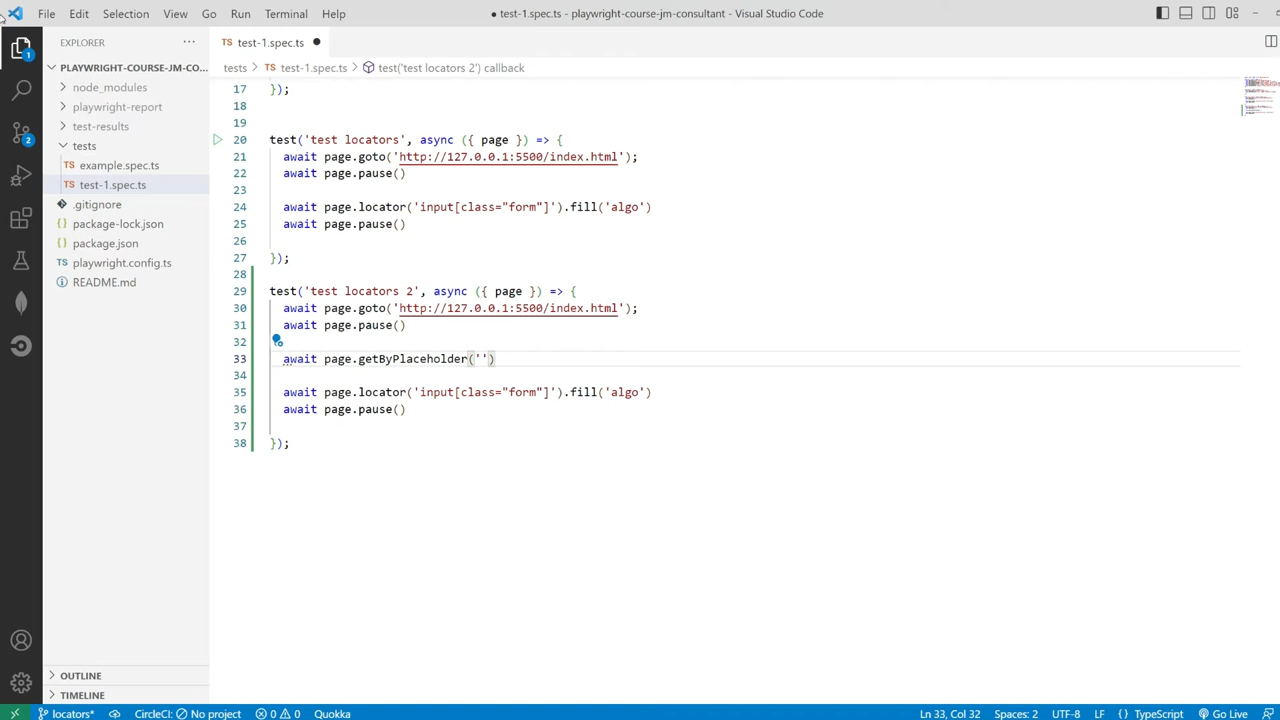 File Edit Selection View Go Run Terminal Help
● test-1.spec.ts - playwright-course-jm-consultant - Visual Studio Code
EXPLORER ···
TS test-1.spec.ts ●
PLAYWRIGHT-COURSE-JM-CO...
tests > TS test-1.spec.ts > test('test locators 2') callback
1
node_modules
playwright-report
test-results
2
tests
TS example.spec.ts
TS test-1.spec.ts
.gitignore
{} package-lock.json
{} package.json
TS playwright.config.ts
README.md
OUTLINE
TIMELINE
17 });
18
19
20 test('test locators', async ({ page }) => {
21 await page.goto('http://127.0.0.1:5500/index.html');
22 await page.pause()
23
24 await page.locator('input[class="form"]').fill('algo')
25 await page.pause()
26
27 });
28
29 test('test locators 2', async ({ page }) => {
30 await page.goto('http://127.0.0.1:5500/index.html');
31 await page.pause()
32
33 await page.getByPlaceholder('')
34
35 await page.locator('input[class="form"]').fill('algo')
36 await page.pause()
37
38 });
locators* CircleCI: No project 0 0 Quokka Ln 33, Col 32 Spaces: 2 UTF-8 LF {} TypeScript Go Live